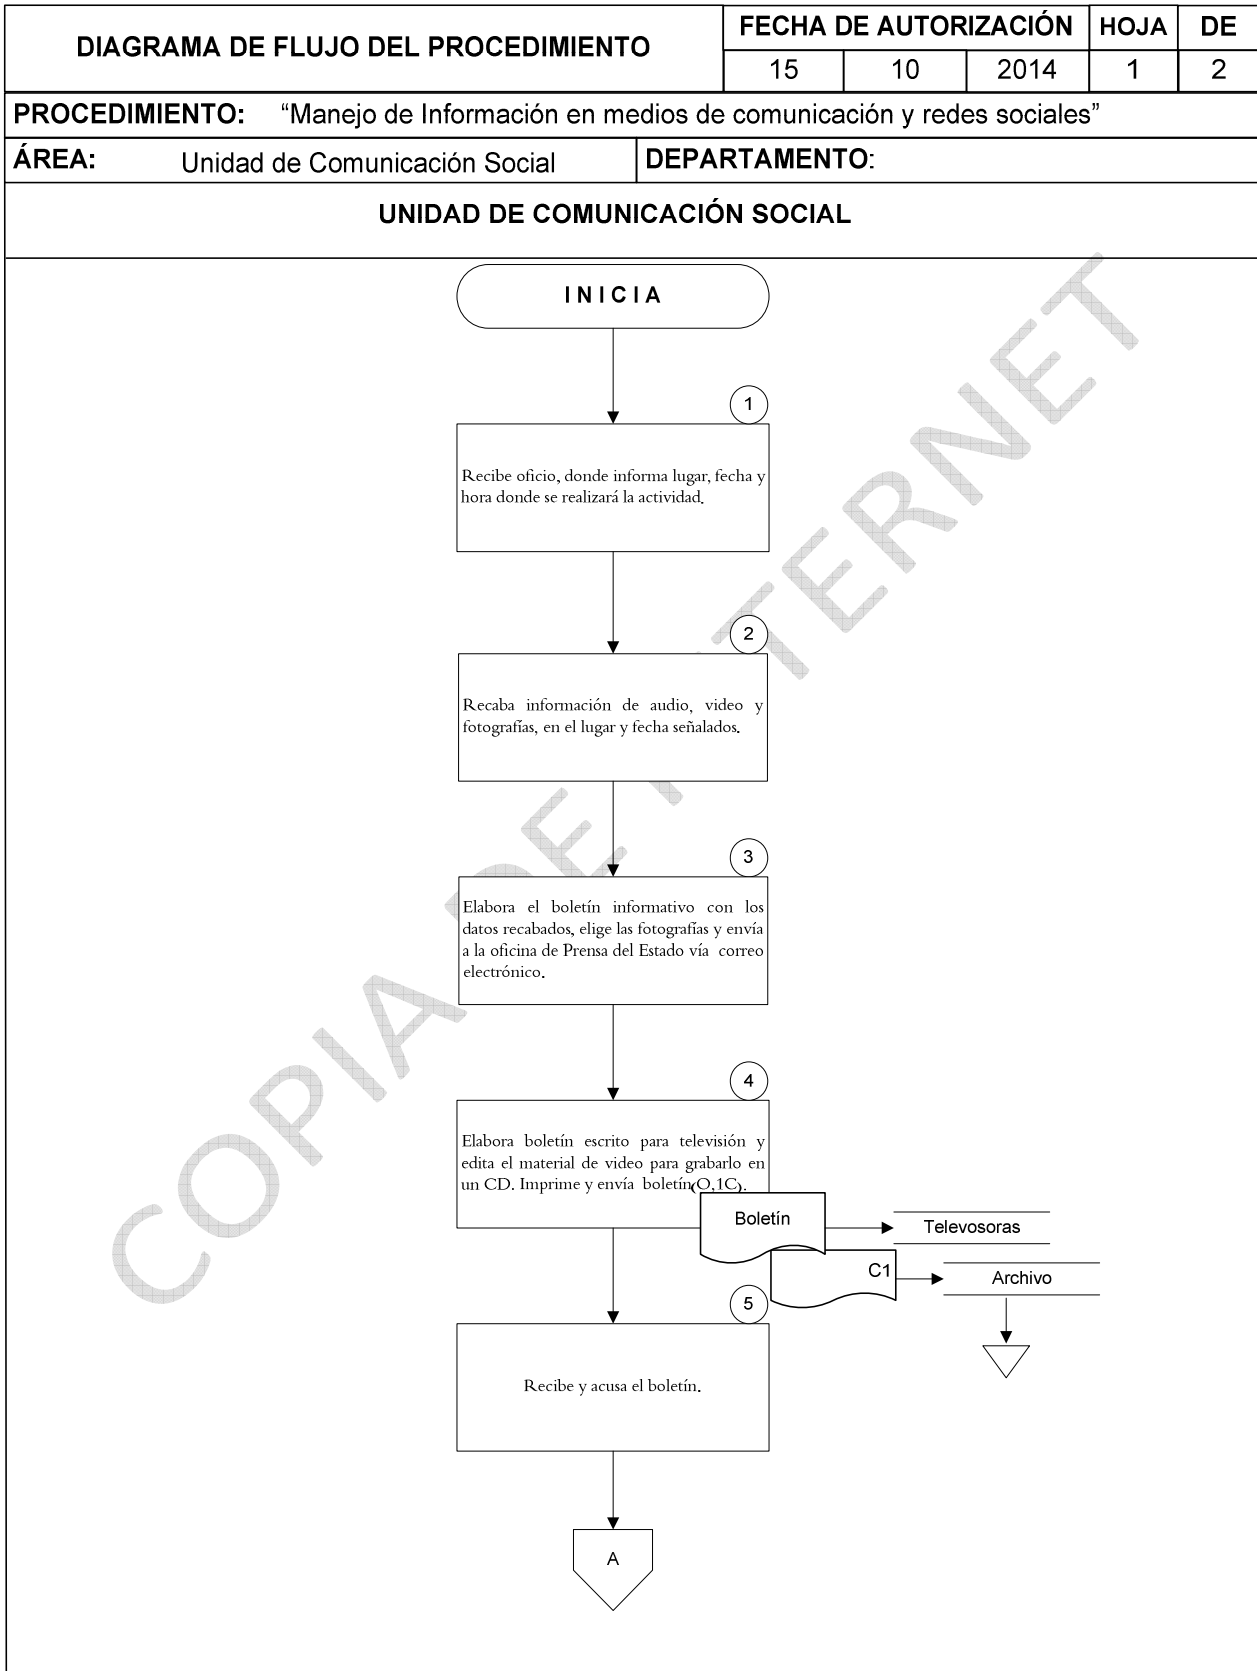 DIAGRAMA DE FLUJO DEL PROCEDIMIENTO
FECHA DE AUTORIZACIÓN
HOJA
DE
15
10
2014
1
2
PROCEDIMIENTO: “Manejo de Información en medios de comunicación y redes sociales”
ÁREA: Unidad de Comunicación Social
DEPARTAMENTO:
UNIDAD DE COMUNICACIÓN SOCIAL
INICIA
1
Recibe oficio, donde informa lugar, fecha y
hora donde se realizará la actividad.
2
Recaba información de audio, video y
fotografías, en el lugar y fecha señalados.
3
Elabora el boletín informativo con los
datos recabados, elige las fotografías y envía
a la oficina de Prensa del Estado vía correo
electrónico.
4
Elabora boletín escrito para televisión y
edita el material de video para grabarlo en
un CD. Imprime y envía boletín(O,1C).
Boletín
Televosoras
C1
Archivo
5
Recibe y acusa el boletín.
A
COPIA DE INTERNET